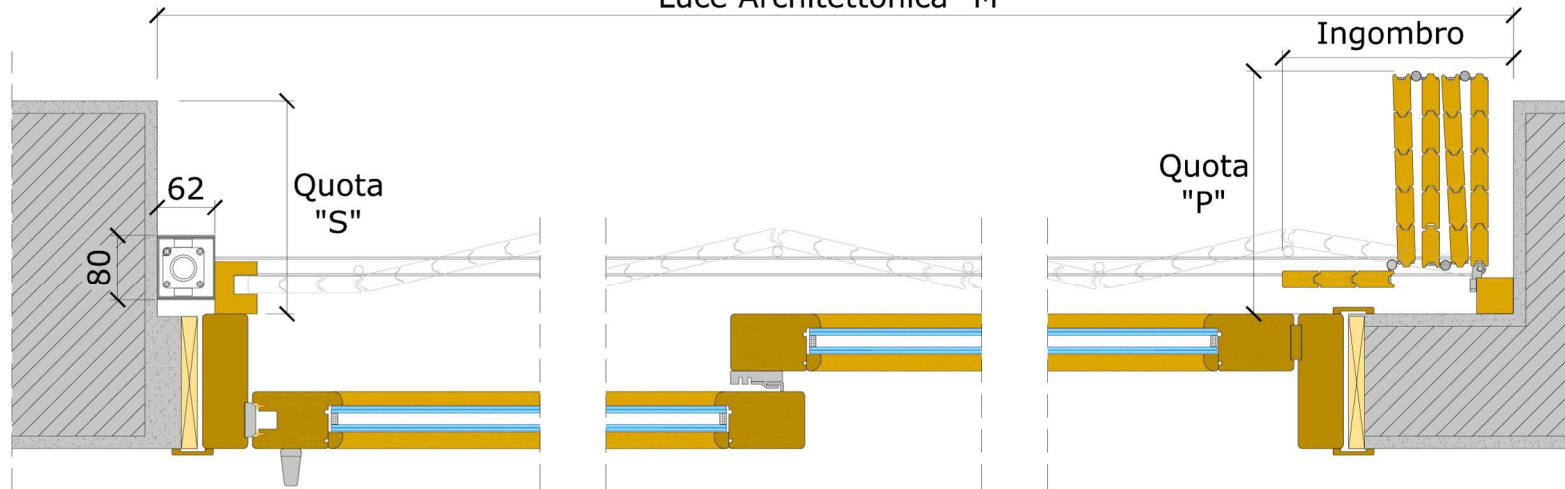 Luce Architettonica "M"
Ingombro
Quota
"P"
62
Quota
"S"
80